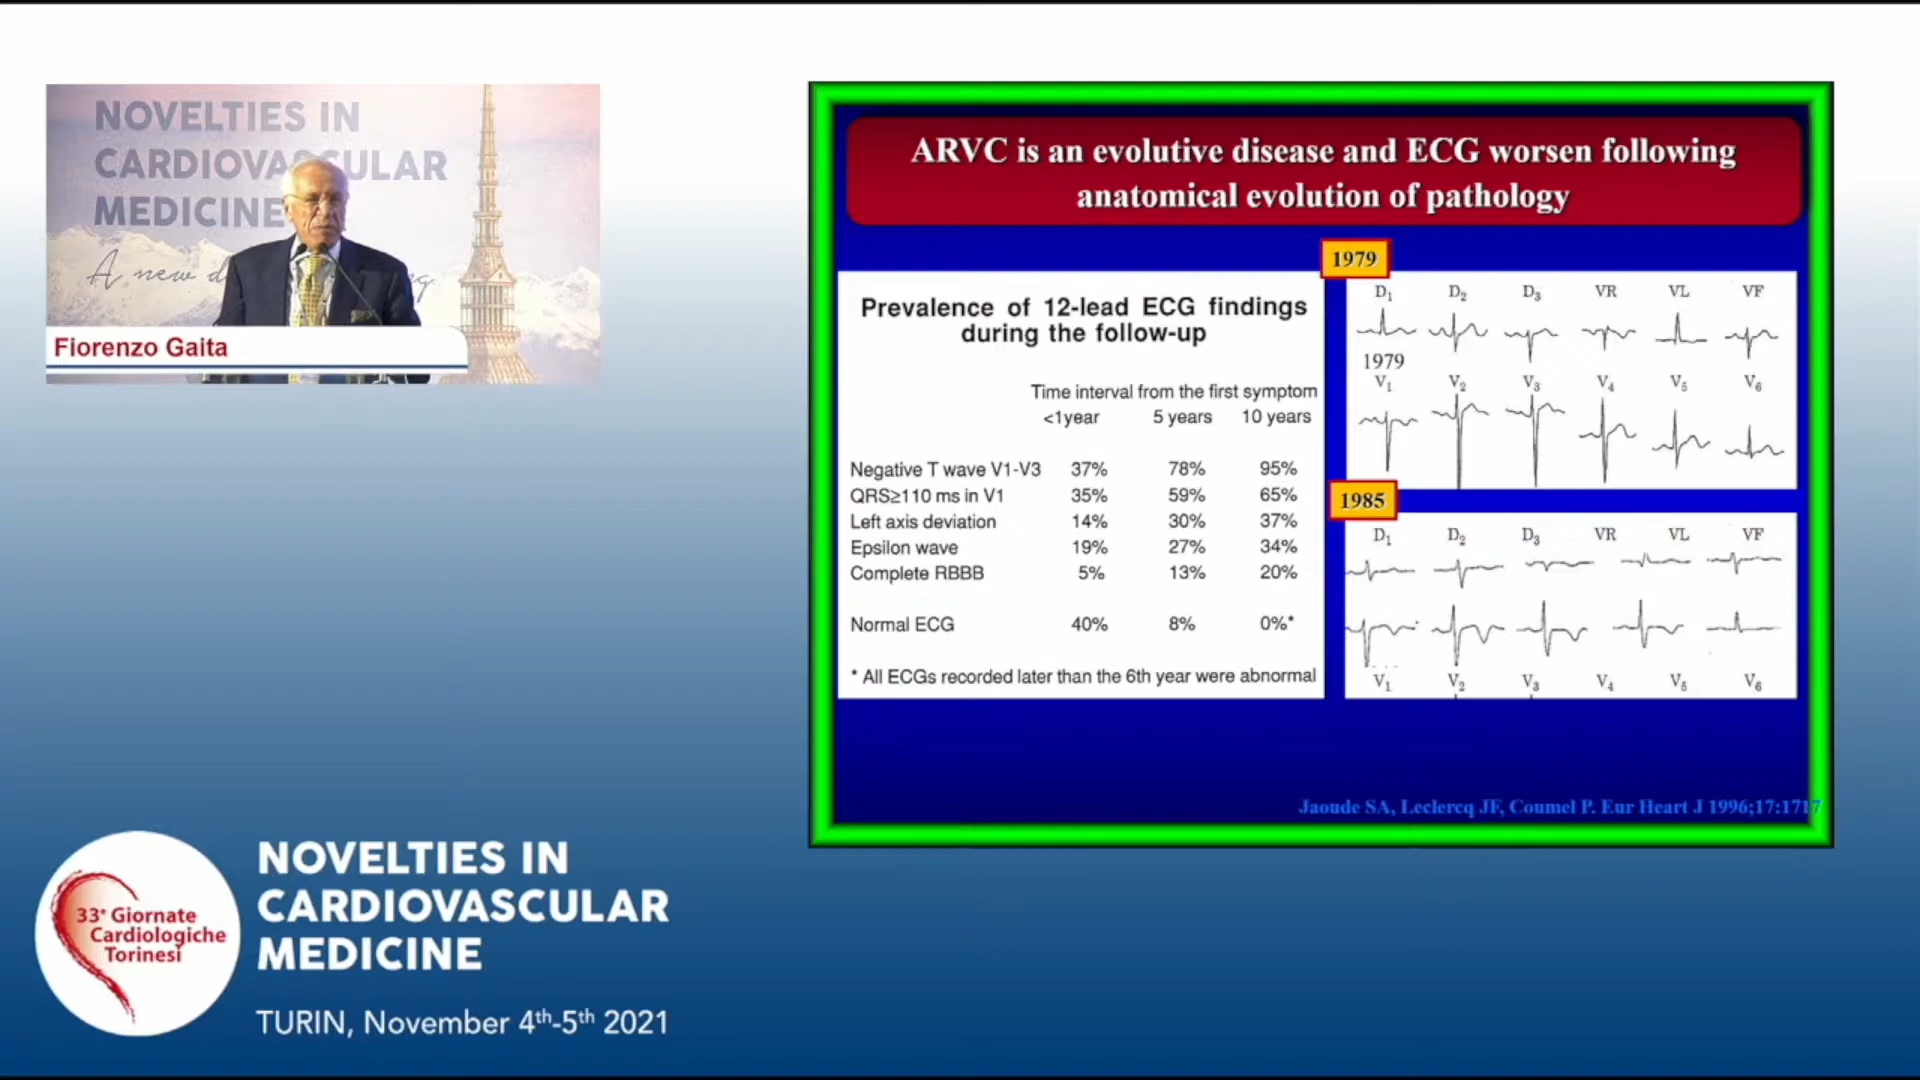 NOVELTIES IN
CARDIOVASCULAR
MEDICINE
A new d
Fiorenzo Gaita
ARVC is an evolutive disease and ECG worsen following
anatomical evolution of pathology
Prevalence of 12-lead ECG findings
during the follow-up
Time interval from the first symptom
<1year 5 years 10 years
Negative T wave V1-V3 37% 78% 95%
QRS≥110 ms in V1 35% 59% 65%
Left axis deviation 14% 30% 37%
Epsilon wave 19% 27% 34%
Complete RBBB 5% 13% 20%
Normal ECG 40% 8% 0%*
* All ECGs recorded later than the 6th year were abnormal
1979
D1 D2 D3 VR VL VF
1979
V1 V2 V3 V4 V5 V6
1985
D1 D2 D3 VR VL VF
V1 V2 V3 V4 V5 V6
Jaoude SA, Leclercq JF, Coumel P. Eur Heart J 1996;17:1717
33° Giornate
Cardiologiche
Torinesi
NOVELTIES IN
CARDIOVASCULAR
MEDICINE
TURIN, November 4th-5th 2021